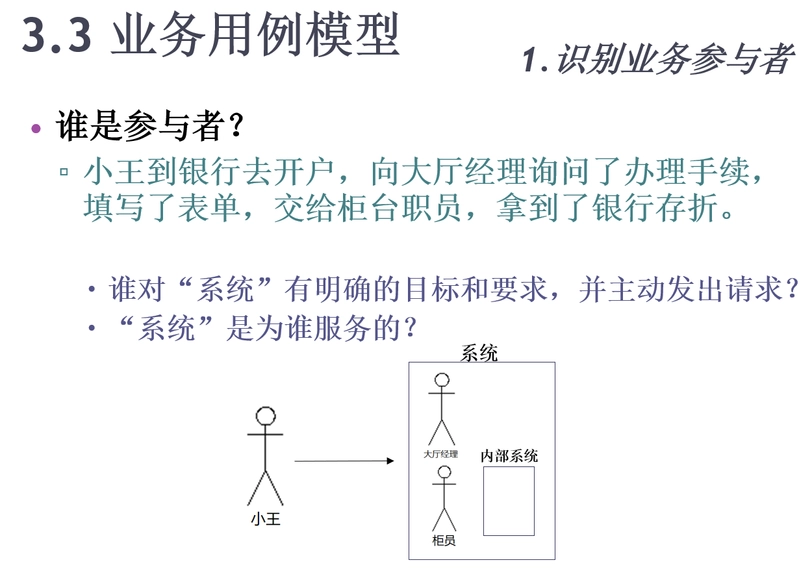 3.3 业务用例模型
1.识别业务参与者
• 谁是参与者？
▫ 小王到银行去开户，向大厅经理询问了办理手续，
填写了表单，交给柜台职员，拿到了银行存折。
• 谁对“系统”有明确的目标和要求，并主动发出请求？
• “系统”是为谁服务的？
系统
大厅经理
内部系统
小王
柜员